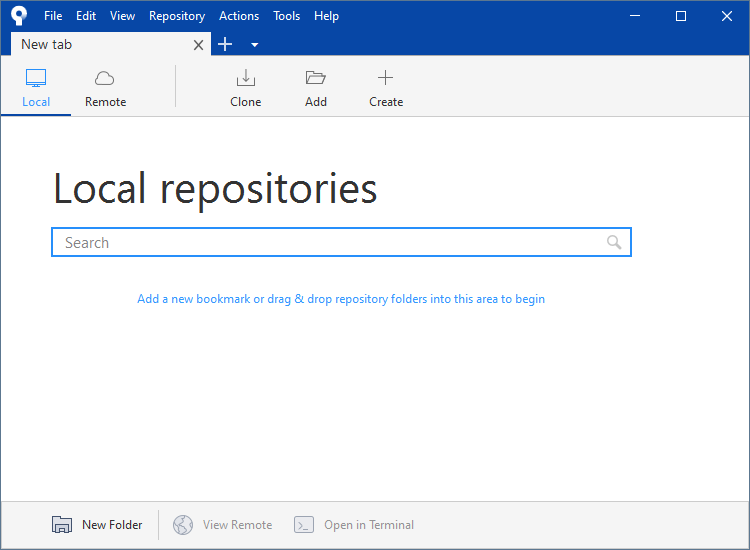 File Edit View Repository Actions Tools Help
New tab
Local Remote Clone Add Create
Local repositories
Search
Add a new bookmark or drag & drop repository folders into this area to begin
New Folder View Remote Open in Terminal